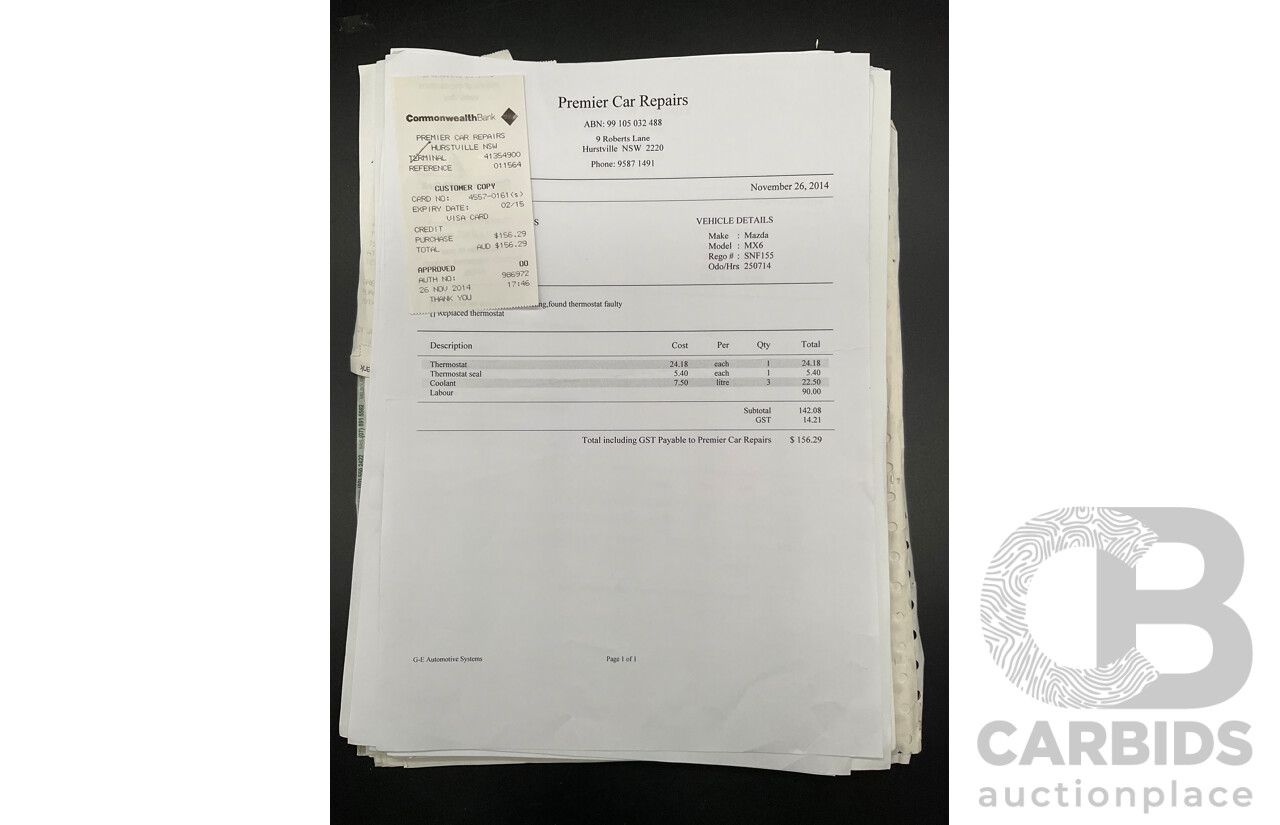 CommonwealthBank
PREMIER CAR REPAIRS
HURSTVILLE NSW
TERMINAL 41354900
REFERENCE 011564
CUSTOMER COPY
CARD NO: 4557-0161(s)
EXPIRY DATE: 02/15
VISA CARD
CREDIT
PURCHASE $156.29
TOTAL AUD $156.29
APPROVED 00
AUTH NO: 986972
26 NOV 2014 17:46
THANK YOU
Premier Car Repairs
ABN: 99 105 032 488
9 Roberts Lane
Hurstville NSW 2220
Phone: 9587 1491
November 26, 2014
S
VEHICLE DETAILS
Make : Mazda
Model : MX6
Rego # : SNF155
Odo/Hrs 250714
ng,found thermostat faulty
Replaced thermostat
Description Cost Per Qty Total
Thermostat 24.18 each 1 24.18
Thermostat seal 5.40 each 1 5.40
Coolant 7.50 litre 3 22.50
Labour 90.00
Subtotal 142.08
GST 14.21
Total including GST Payable to Premier Car Repairs $ 156.29
G-E Automotive Systems Page 1 of 1
CB
CARBIDS
auctionplace